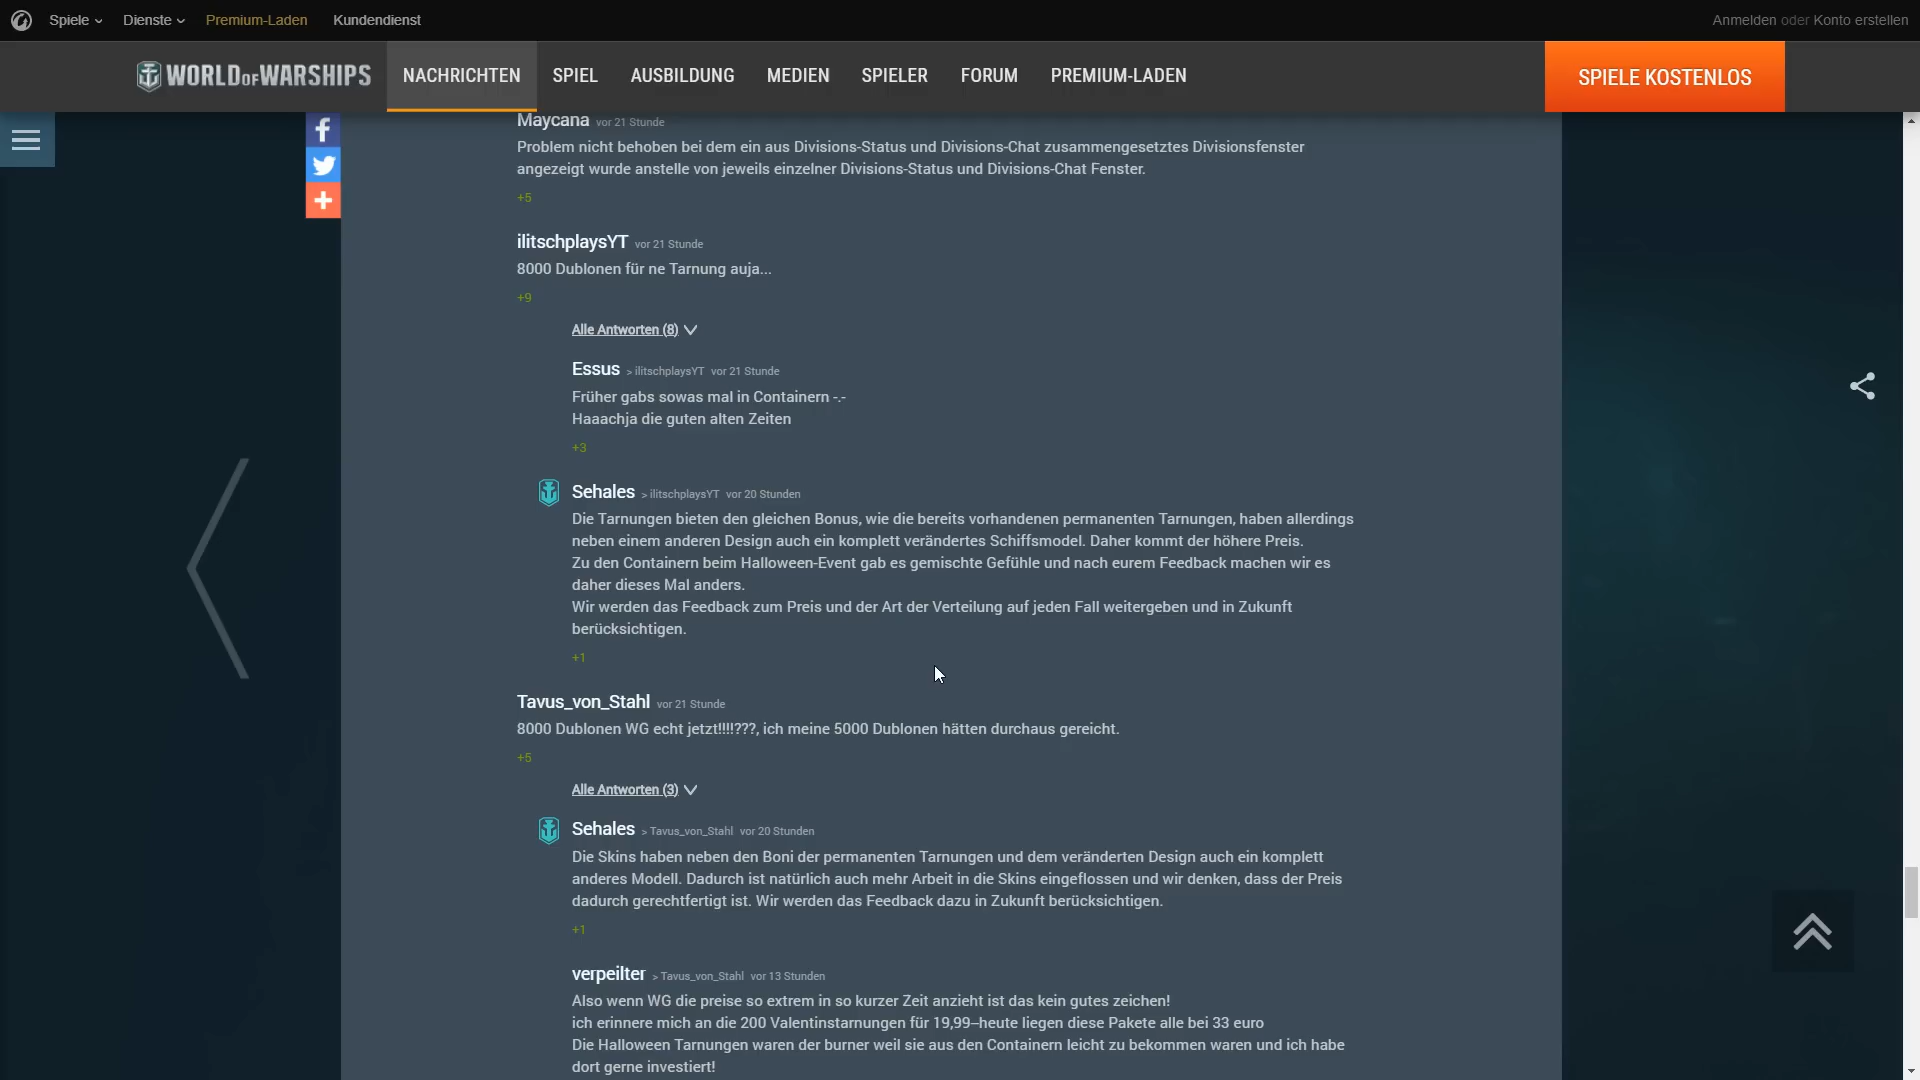 Spiele
Dienste
Premium-Laden
Kundendienst
Anmelden oder Konto erstellen
WORLD OF WARSHIPS
NACHRICHTEN
SPIEL
AUSBILDUNG
MEDIEN
SPIELER
FORUM
PREMIUM-LADEN
SPIELE KOSTENLOS
Maycana vor 21 Stunde
Problem nicht behoben bei dem ein aus Divisions-Status und Divisions-Chat zusammengesetztes Divisionsfenster
angezeigt wurde anstelle von jeweils einzelner Divisions-Status und Divisions-Chat Fenster.
+5
ilitschplaysYT vor 21 Stunde
8000 Dublonen für ne Tarnung auja...
+9
Alle Antworten (8)
Essus > ilitschplaysYT vor 21 Stunde
Früher gabs sowas mal in Containern -.-
Haaachja die guten alten Zeiten
+3
Sehales > ilitschplaysYT vor 20 Stunden
Die Tarnungen bieten den gleichen Bonus, wie die bereits vorhandenen permanenten Tarnungen, haben allerdings
neben einem anderen Design auch ein komplett verändertes Schiffsmodel. Daher kommt der höhere Preis.
Zu den Containern beim Halloween-Event gab es gemischte Gefühle und nach eurem Feedback machen wir es
daher dieses Mal anders.
Wir werden das Feedback zum Preis und der Art der Verteilung auf jeden Fall weitergeben und in Zukunft
berücksichtigen.
+1
Tavus_von_Stahl vor 21 Stunde
8000 Dublonen WG echt jetzt!!!!???, ich meine 5000 Dublonen hätten durchaus gereicht.
+5
Alle Antworten (3)
Sehales > Tavus_von_Stahl vor 20 Stunden
Die Skins haben neben den Boni der permanenten Tarnungen und dem veränderten Design auch ein komplett
anderes Modell. Dadurch ist natürlich auch mehr Arbeit in die Skins eingeflossen und wir denken, dass der Preis
dadurch gerechtfertigt ist. Wir werden das Feedback dazu in Zukunft berücksichtigen.
+1
verpeilter > Tavus_von_Stahl vor 13 Stunden
Also wenn WG die preise so extrem in so kurzer Zeit anzieht ist das kein gutes zeichen!
ich erinnere mich an die 200 Valentinstarnungen für 19,99–heute liegen diese Pakete alle bei 33 euro
Die Halloween Tarnungen waren der burner weil sie aus den Containern leicht zu bekommen waren und ich habe
dort gerne investiert!